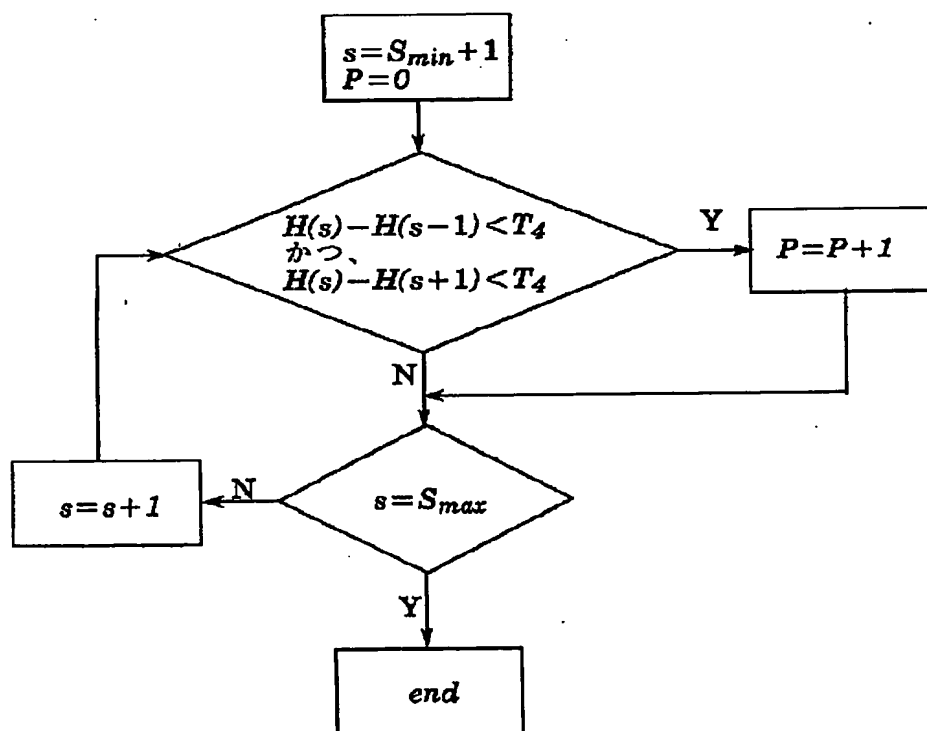 s=S_min+1
P=0
H(s)-H(s-1)<T_4
かつ、
H(s)-H(s+1)<T_4
Y
P=P+1
N
s=s+1
N
s=S_max
Y
end